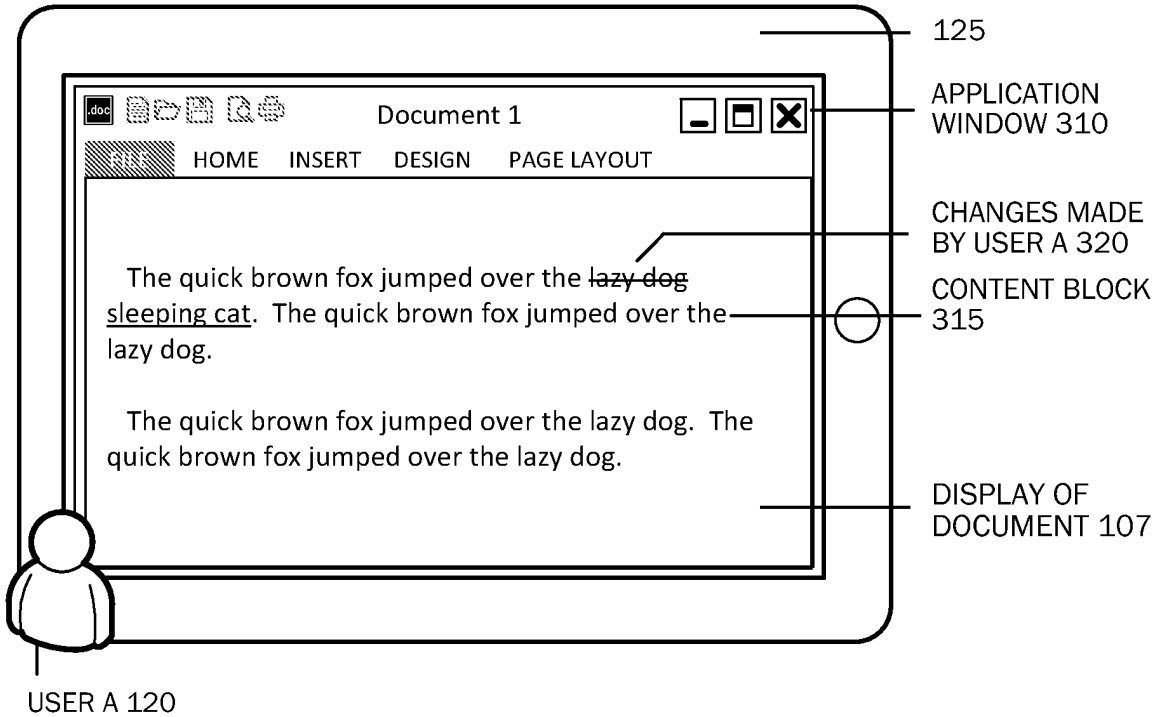 125
.doc
Document 1
APPLICATION
WINDOW 310
FILE HOME INSERT DESIGN PAGE LAYOUT
CHANGES MADE
BY USER A 320
The quick brown fox jumped over the lazy dog
sleeping cat. The quick brown fox jumped over the
lazy dog.
CONTENT BLOCK
315
The quick brown fox jumped over the lazy dog. The
quick brown fox jumped over the lazy dog.
DISPLAY OF
DOCUMENT 107
USER A 120